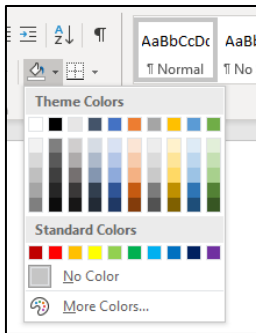 A
Z
¶
AaBbCcDc AaBb
¶ Normal ¶ No
Theme Colors
Standard Colors
No Color
More Colors...